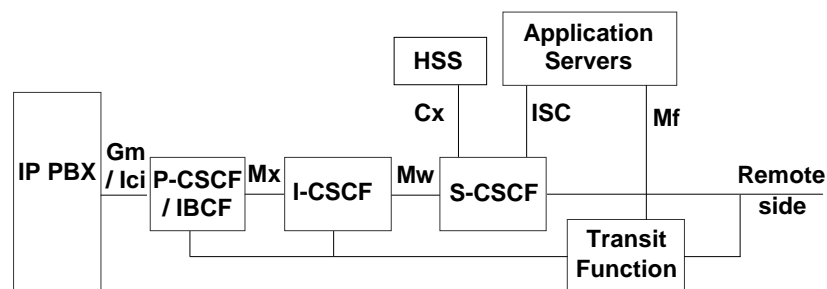 Application
Servers
HSS
Cx
ISC
Mf
IP PBX
Gm
/ Ici
P-CSCF
/ IBCF
Mx
I-CSCF
Mw
S-CSCF
Remote
side
Transit
Function